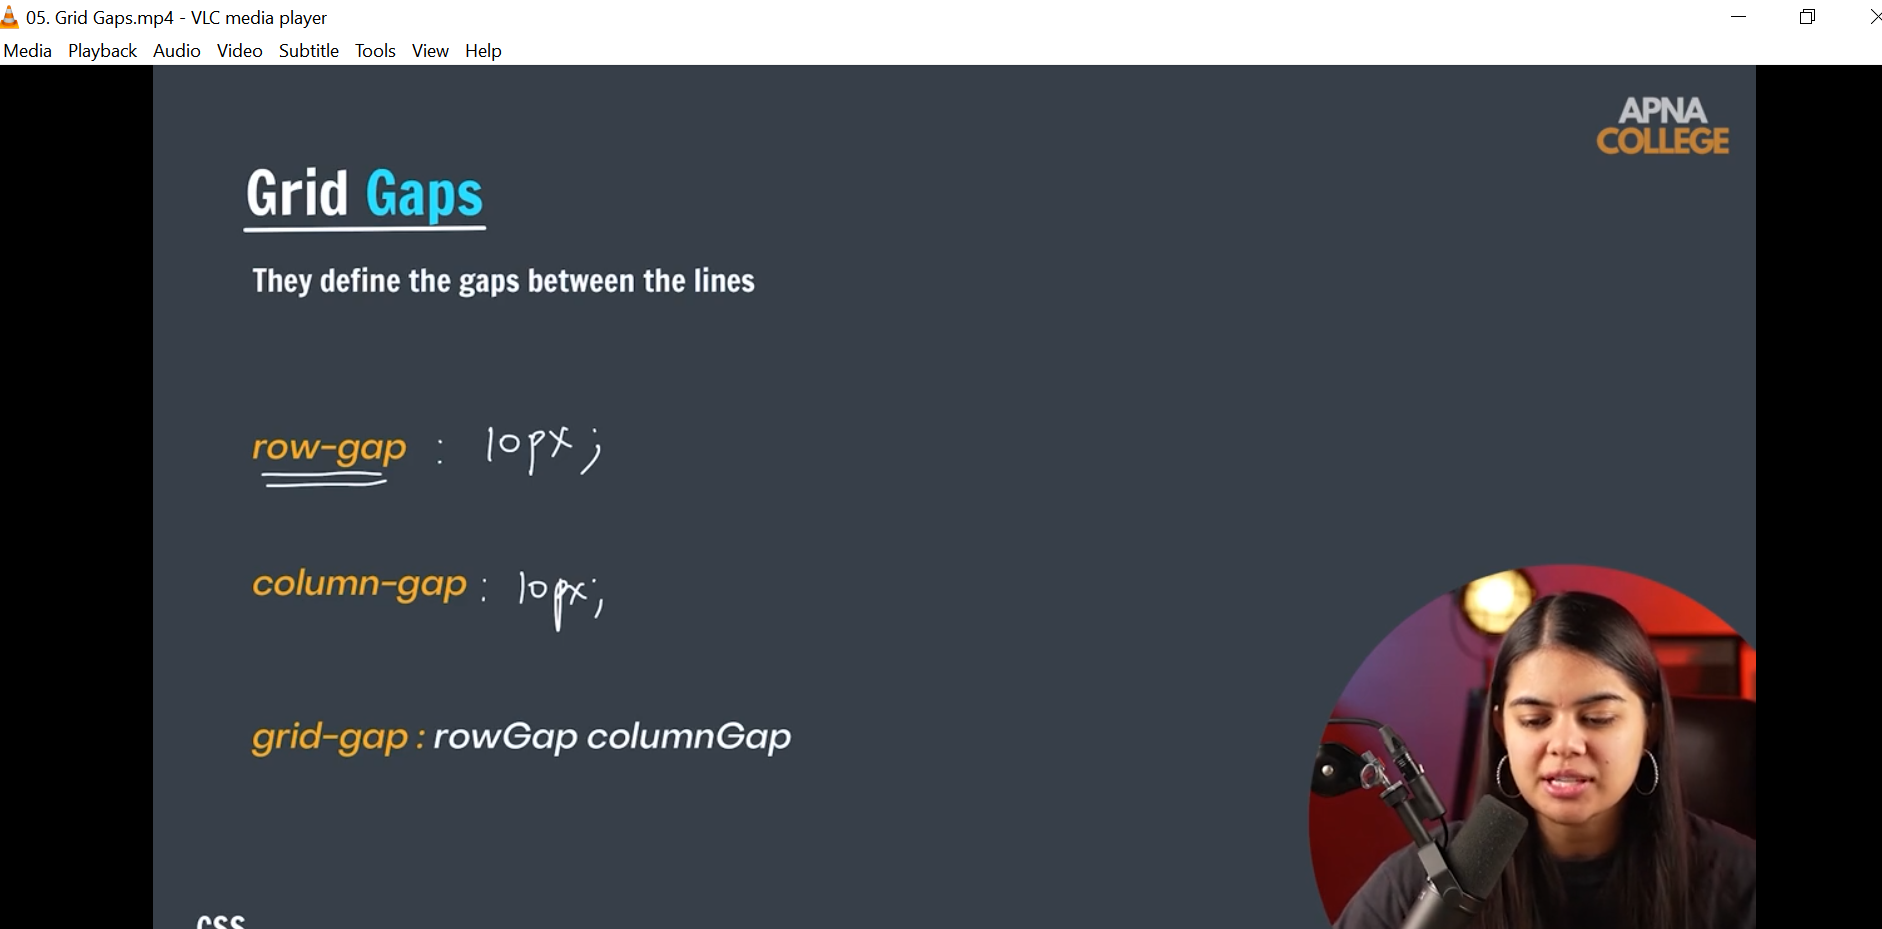 05. Grid Gaps.mp4 - VLC media player
Media Playback Audio Video Subtitle Tools View Help
APNA
COLLEGE
Grid Gaps
They define the gaps between the lines
row-gap : 10px;
column-gap : 10px;
grid-gap : rowGap columnGap
CSS